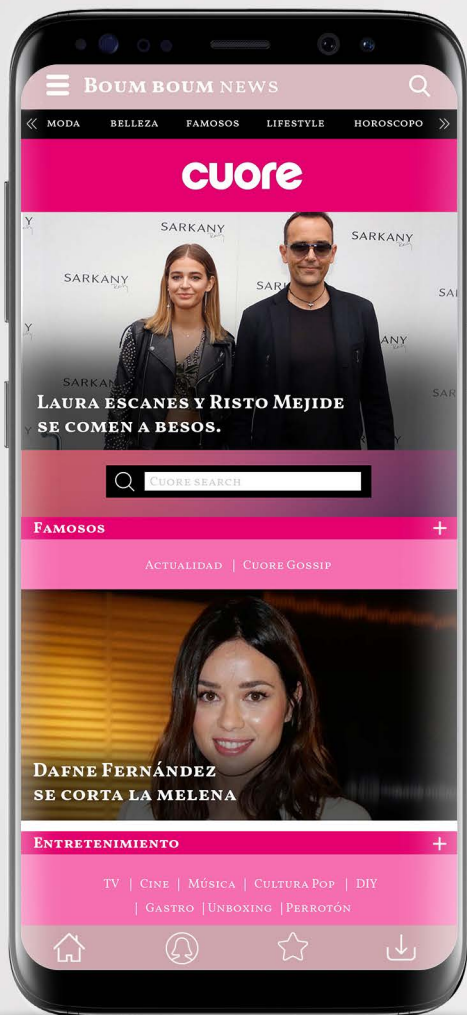 Boum boum news
MODA BELLEZA FAMOSOS LIFESTYLE HOROSCOPO
cuore
SARKANY
SARKANY
SARKANY
SARKANY
Laura escanes y Risto Mejide
se comen a besos.
Cuore search
Famosos +
Actualidad | Cuore Gossip
Dafne Fernández
se corta la melena
Entretenimiento +
TV | Cine | Música | Cultura Pop | DIY
| Gastro | Unboxing | Perrotón